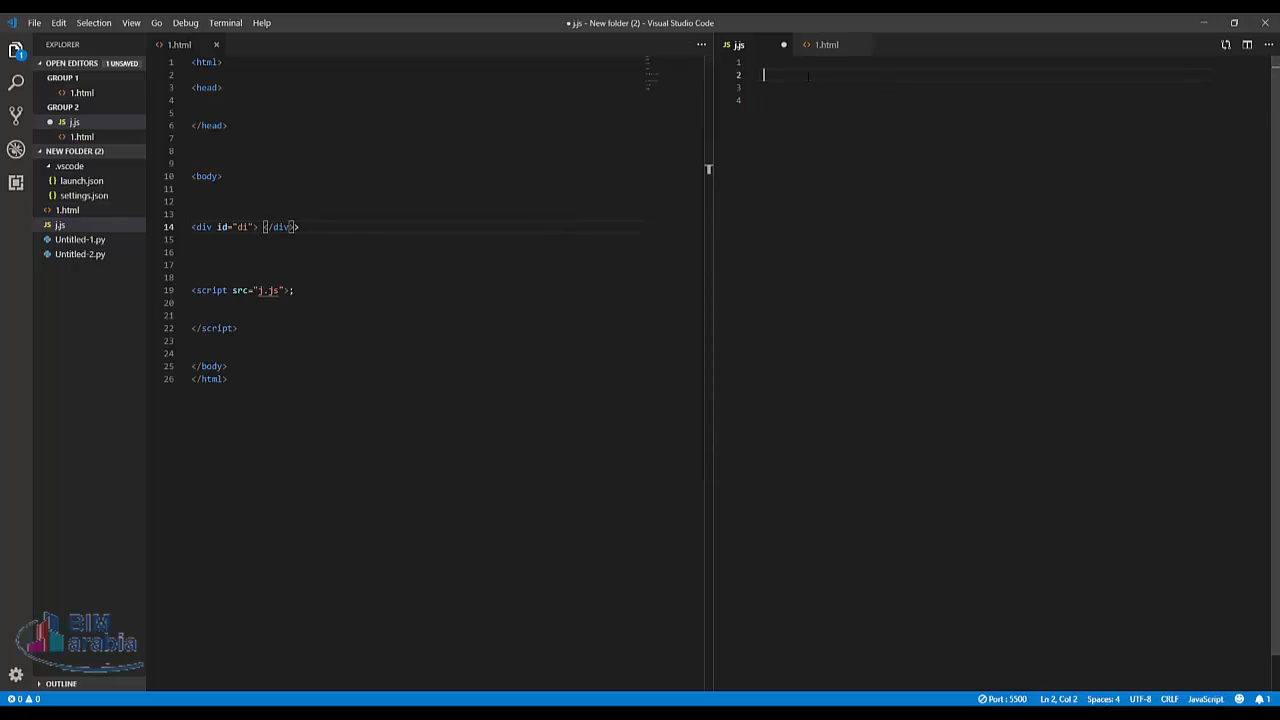 File Edit Selection View Go Debug Terminal Help
● j.js - New folder (2) - Visual Studio Code
EXPLORER
OPEN EDITORS 1 UNSAVED
GROUP 1
1.html
GROUP 2
j.js
1.html
NEW FOLDER (2)
.vscode
launch.json
settings.json
1.html
j.js
Untitled-1.py
Untitled-2.py
OUTLINE
1
BIM
arabia
1.html
1 <html>
2
3 <head>
4
5
6 </head>
7
8
9
10 <body>
11
12
13
14 <div id="di"> </div>>
15
16
17
18
19 <script src="j.js">;
20
21
22 </script>
23
24
25 </body>
26 </html>
j.js 1.html
1
2
3
4
0 0 Port : 5500 Ln 2, Col 2 Spaces: 4 UTF-8 CRLF JavaScript 1